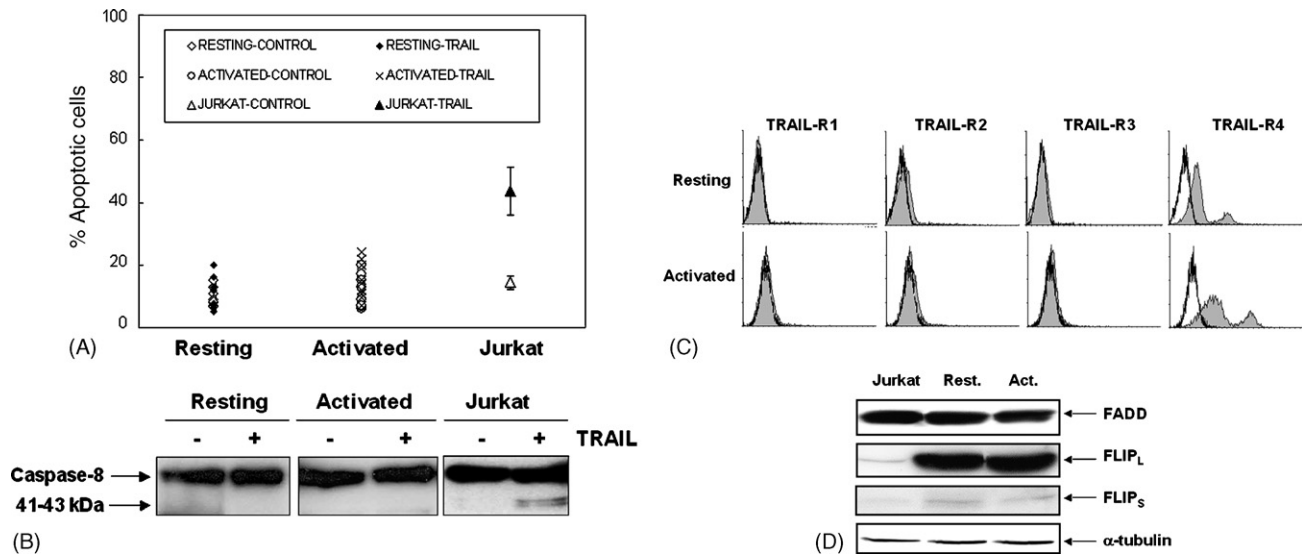 100
80
60
40
20
0
% Apoptotic cells
RESTING-CONTROL RESTING-TRAIL
ACTIVATED-CONTROL ACTIVATED-TRAIL
JURKAT-CONTROL JURKAT-TRAIL
(A) Resting Activated Jurkat
Resting Activated Jurkat
- + - + - + TRAIL
Caspase-8
41-43 kDa
(B)
TRAIL-R1 TRAIL-R2 TRAIL-R3 TRAIL-R4
Resting
Activated
(C)
Jurkat Rest. Act.
FADD
FLIPL
FLIPS
α-tubulin
(D)